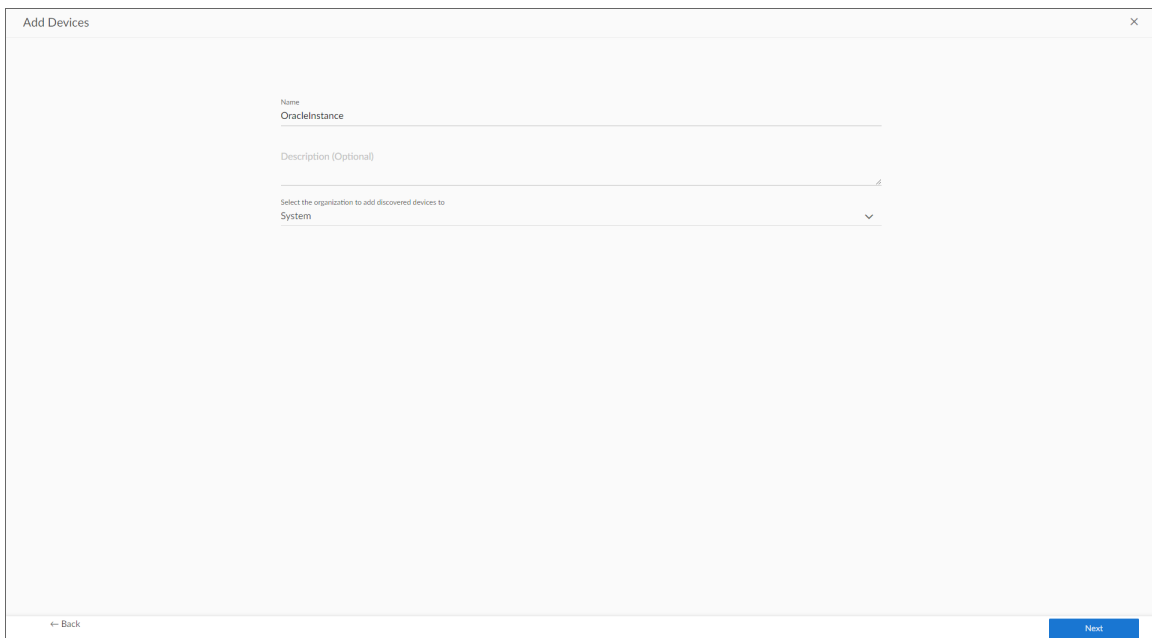 Add Devices
Name
OracleInstance
Description (Optional)
Select the organization to add discovered devices to
System
← Back
Next